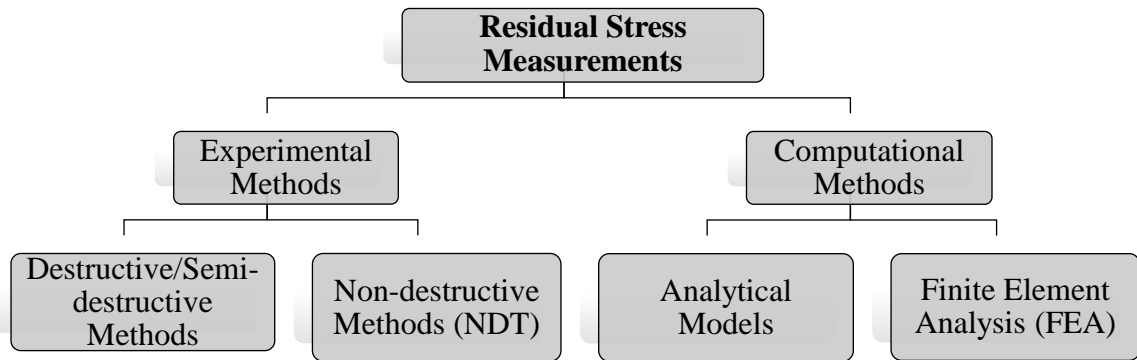 Residual Stress
Measurements
Experimental
Methods
Computational
Methods
Destructive/Semi-
destructive
Methods
Non-destructive
Methods (NDT)
Analytical
Models
Finite Element
Analysis (FEA)